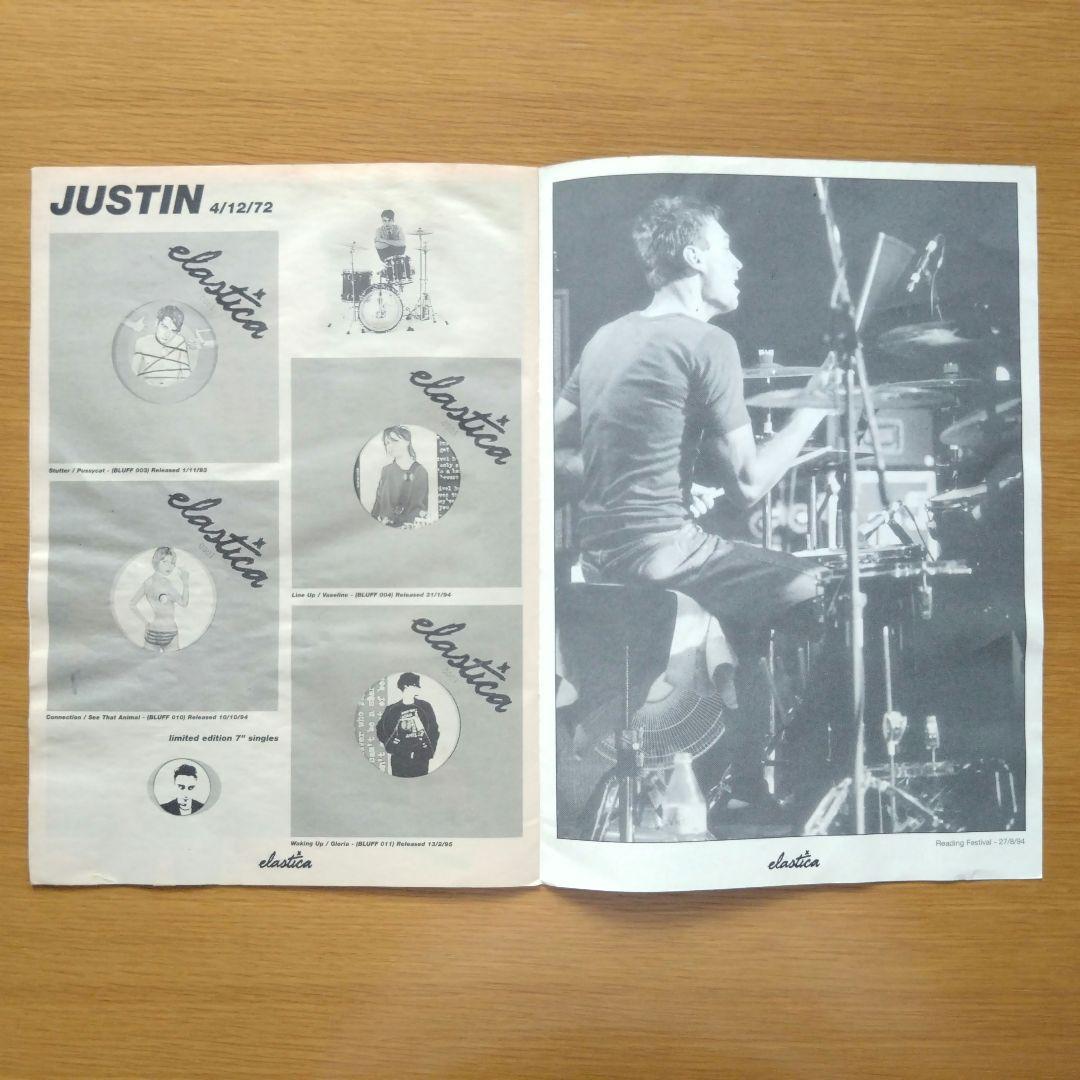 JUSTIN 4/12/72
elastica
Stutter / Pussycat - (BLUFF 003) Released 1/11/93
elastica
Line Up / Vaseline - (BLUFF 004) Released 31/1/94
elastica
Connection / See That Animal - (BLUFF 010) Released 10/10/94
elastica
Waking Up / Gloria - (BLUFF 011) Released 13/2/95
limited edition 7" singles
elastica
Reading Festival - 27/8/94
elastica